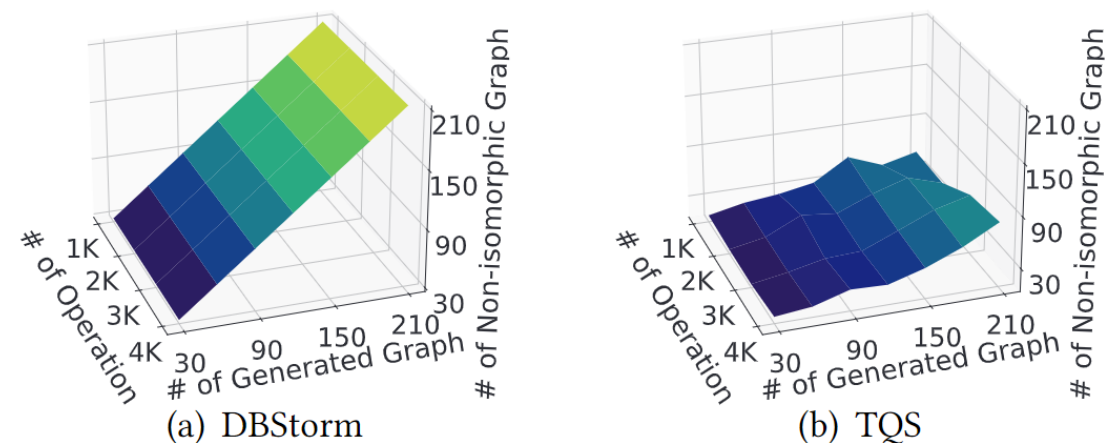 210
150
90
30
# of Non-isomorphic Graph
1K
2K
3K
4K
# of Operation
30
90
150
210
# of Generated Graph
(a) DBStorm
210
150
90
30
# of Non-isomorphic Graph
1K
2K
3K
4K
# of Operation
30
90
150
210
# of Generated Graph
(b) TQS